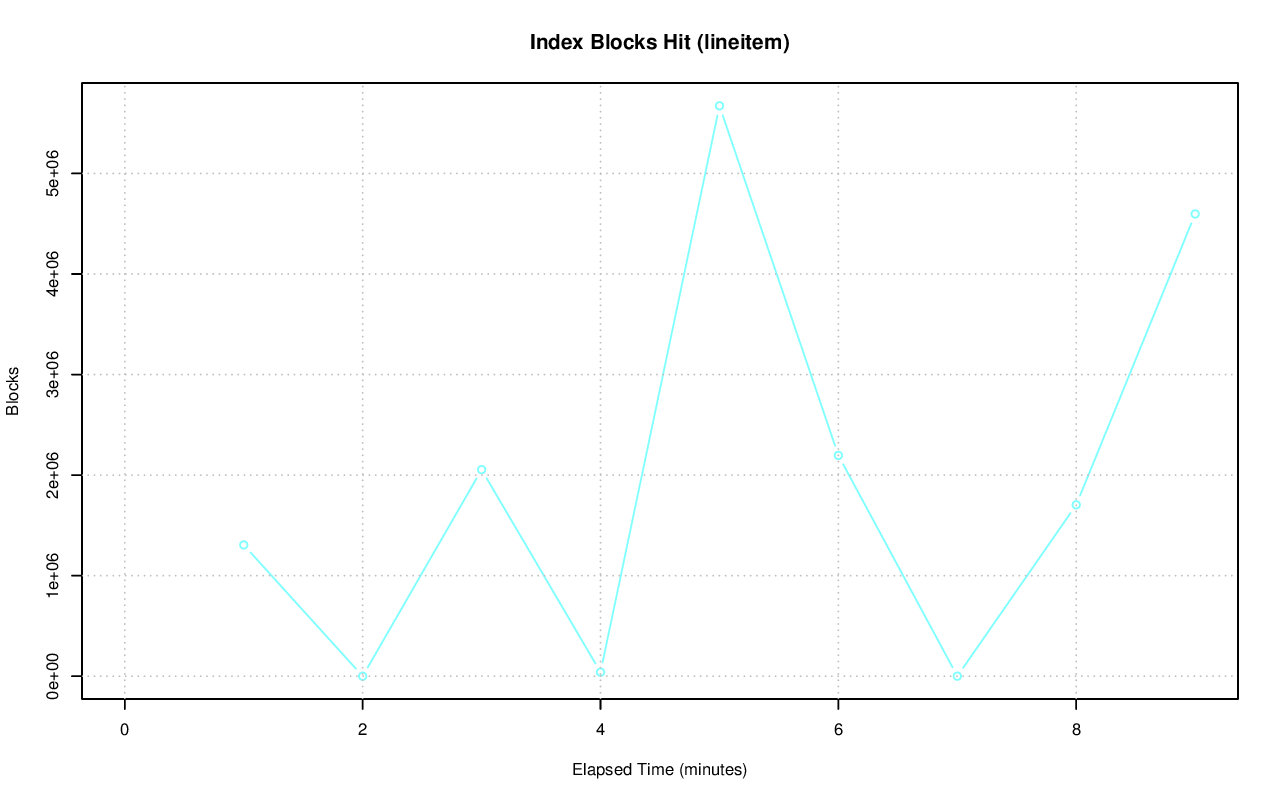 Index Blocks Hit (lineitem)
Blocks
5e+06
4e+06
3e+06
2e+06
1e+06
0e+00
0 2 4 6 8
Elapsed Time (minutes)